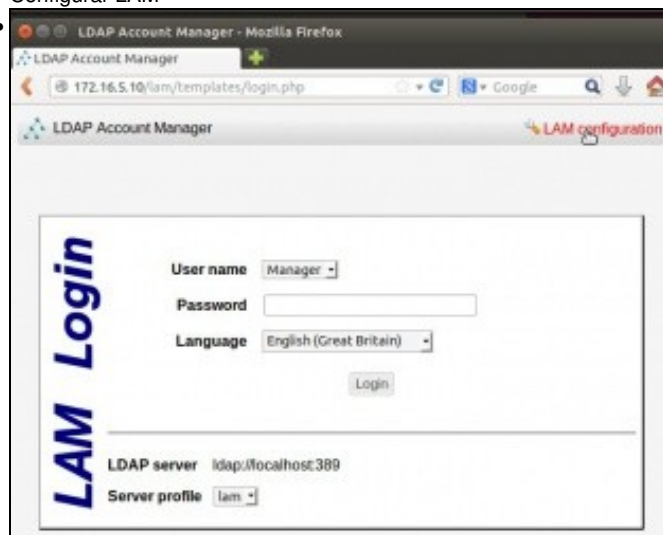 Configurar LAM
LDAP Account Manager - Mozilla Firefox
LDAP Account Manager
172.16.5.10/lam/templates/login.php
Google
LDAP Account Manager
LAM configuration
LAM Login
User name Manager
Password
Language English (Great Britain)
Login
LDAP server ldap://localhost:389
Server profile lam